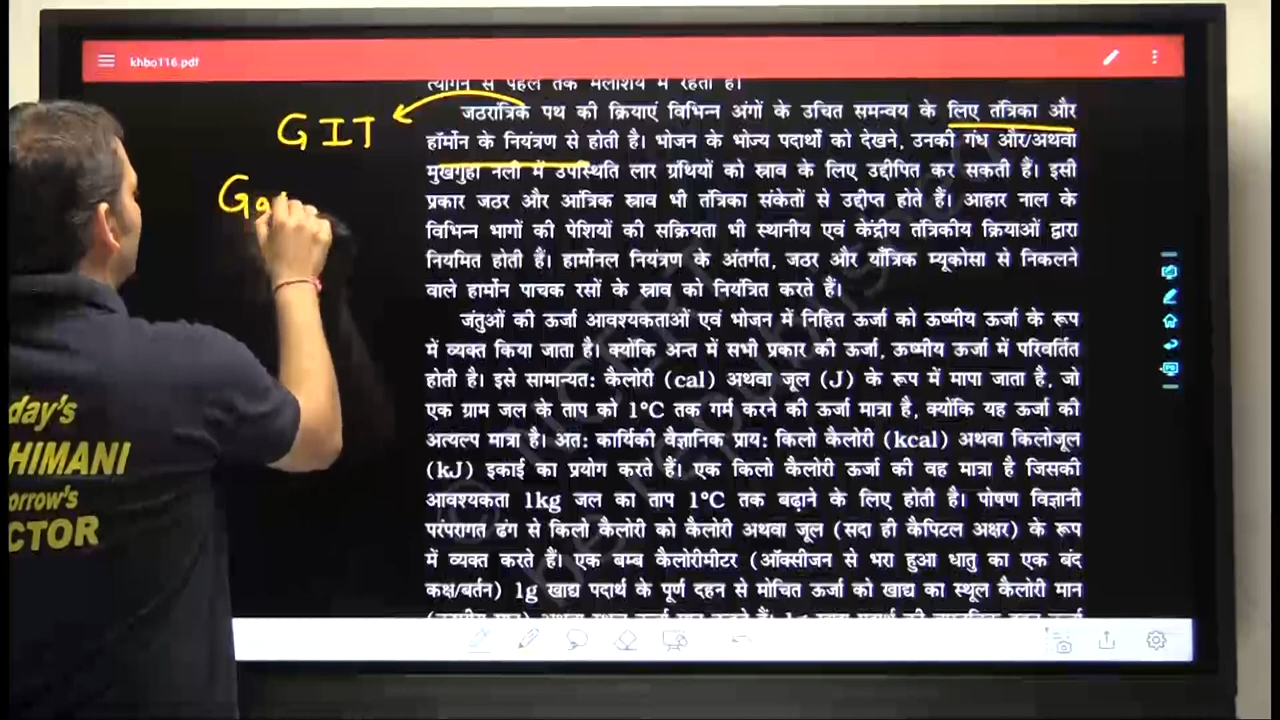 khbo116.pdf
त्यागने से पहले तक मलाशय में रहता है।
जठरांत्रिक पथ की क्रियाएं विभिन्न अंगों के उचित समन्वय के लिए तंत्रिका और
GIT
हॉर्मोन के नियंत्रण से होती है। भोजन के भोज्य पदार्थों को देखने, उनकी गंध और/अथवा
मुखगुहा नली में उपस्थिति लार ग्रंथियों को स्राव के लिए उद्दीपित कर सकती हैं। इसी
प्रकार जठर और आंत्रिक स्राव भी तंत्रिका संकेतों से उद्दीप्त होते हैं। आहार नाल के
विभिन्न भागों की पेशियों की सक्रियता भी स्थानीय एवं केंद्रीय तंत्रिकीय क्रियाओं द्वारा
नियमित होती हैं। हार्मोनल नियंत्रण के अंतर्गत, जठर और याँत्रिक म्यूकोसा से निकलने
वाले हार्मोन पाचक रसों के स्राव को नियंत्रित करते हैं।
जंतुओं की ऊर्जा आवश्यकताओं एवं भोजन में निहित ऊर्जा को ऊष्मीय ऊर्जा के रूप
में व्यक्त किया जाता है। क्योंकि अन्त में सभी प्रकार की ऊर्जा, ऊष्मीय ऊर्जा में परिवर्तित
होती है। इसे सामान्यत: कैलोरी (cal) अथवा जूल (J) के रूप में मापा जाता है, जो
एक ग्राम जल के ताप को 1°C तक गर्म करने की ऊर्जा मात्रा है, क्योंकि यह ऊर्जा की
अत्यल्प मात्रा है। अत: कार्यिकी वैज्ञानिक प्राय: किलो कैलोरी (kcal) अथवा किलोजूल
(kJ) इकाई का प्रयोग करते हैं। एक किलो कैलोरी ऊर्जा की वह मात्रा है जिसकी
आवश्यकता 1kg जल का ताप 1°C तक बढ़ाने के लिए होती है। पोषण विज्ञानी
परंपरागत ढंग से किलो कैलोरी को कैलोरी अथवा जूल (सदा ही कैपिटल अक्षर) के रूप
में व्यक्त करते हैं। एक बम्ब कैलोरीमीटर (ऑक्सीजन से भरा हुआ धातु का एक बंद
कक्ष/बर्तन) 1g खाद्य पदार्थ के पूर्ण दहन से मोचित ऊर्जा को खाद्य का स्थूल कैलोरी मान
day's
HIMANI
orrow's
CTOR